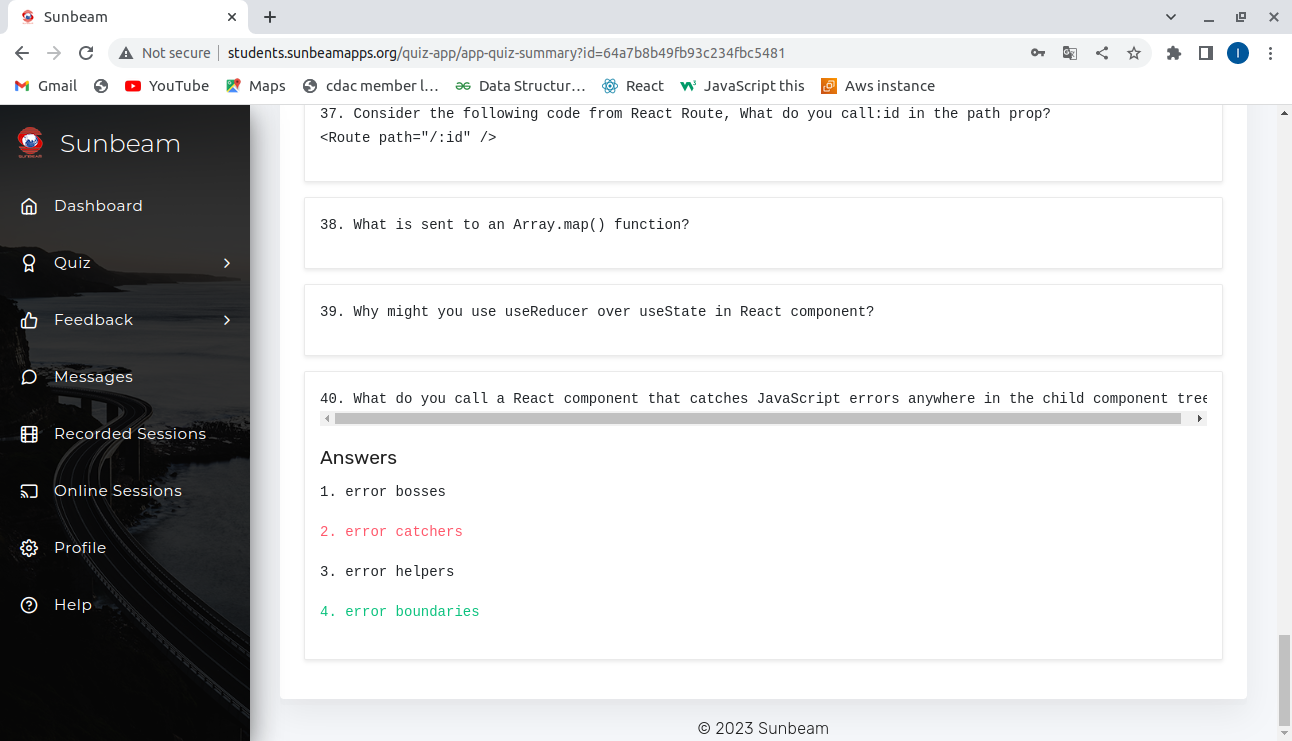 Sunbeam
Not secure
students.sunbeamapps.org/quiz-app/app-quiz-summary?id=64a7b8b49fb93c234fbc5481
I
Gmail
YouTube
Maps
cdac member l…
Data Structur…
React
JavaScript this
Aws instance
Sunbeam
Dashboard
Quiz
Feedback
Messages
Recorded Sessions
Online Sessions
Profile
Help
37. Consider the following code from React Route, What do you call:id in the path prop?
<Route path="/:id" />
38. What is sent to an Array.map() function?
39. Why might you use useReducer over useState in React component?
40. What do you call a React component that catches JavaScript errors anywhere in the child component tree
Answers
1. error bosses
2. error catchers
3. error helpers
4. error boundaries
© 2023 Sunbeam